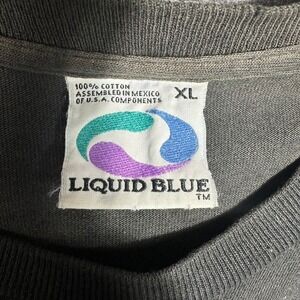 100% COTTON
ASSEMBLED IN MEXICO
OF U.S.A. COMPONENTS
XL
LIQUID BLUE
TM